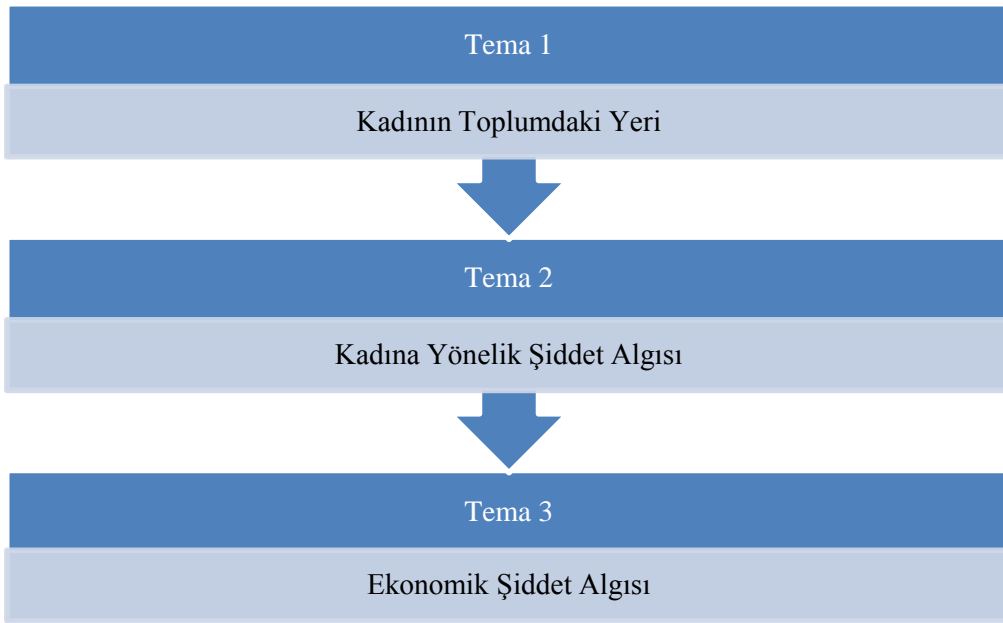 Tema 1
Kadının Toplumdaki Yeri
Tema 2
Kadına Yönelik Şiddet Algısı
Tema 3
Ekonomik Şiddet Algısı